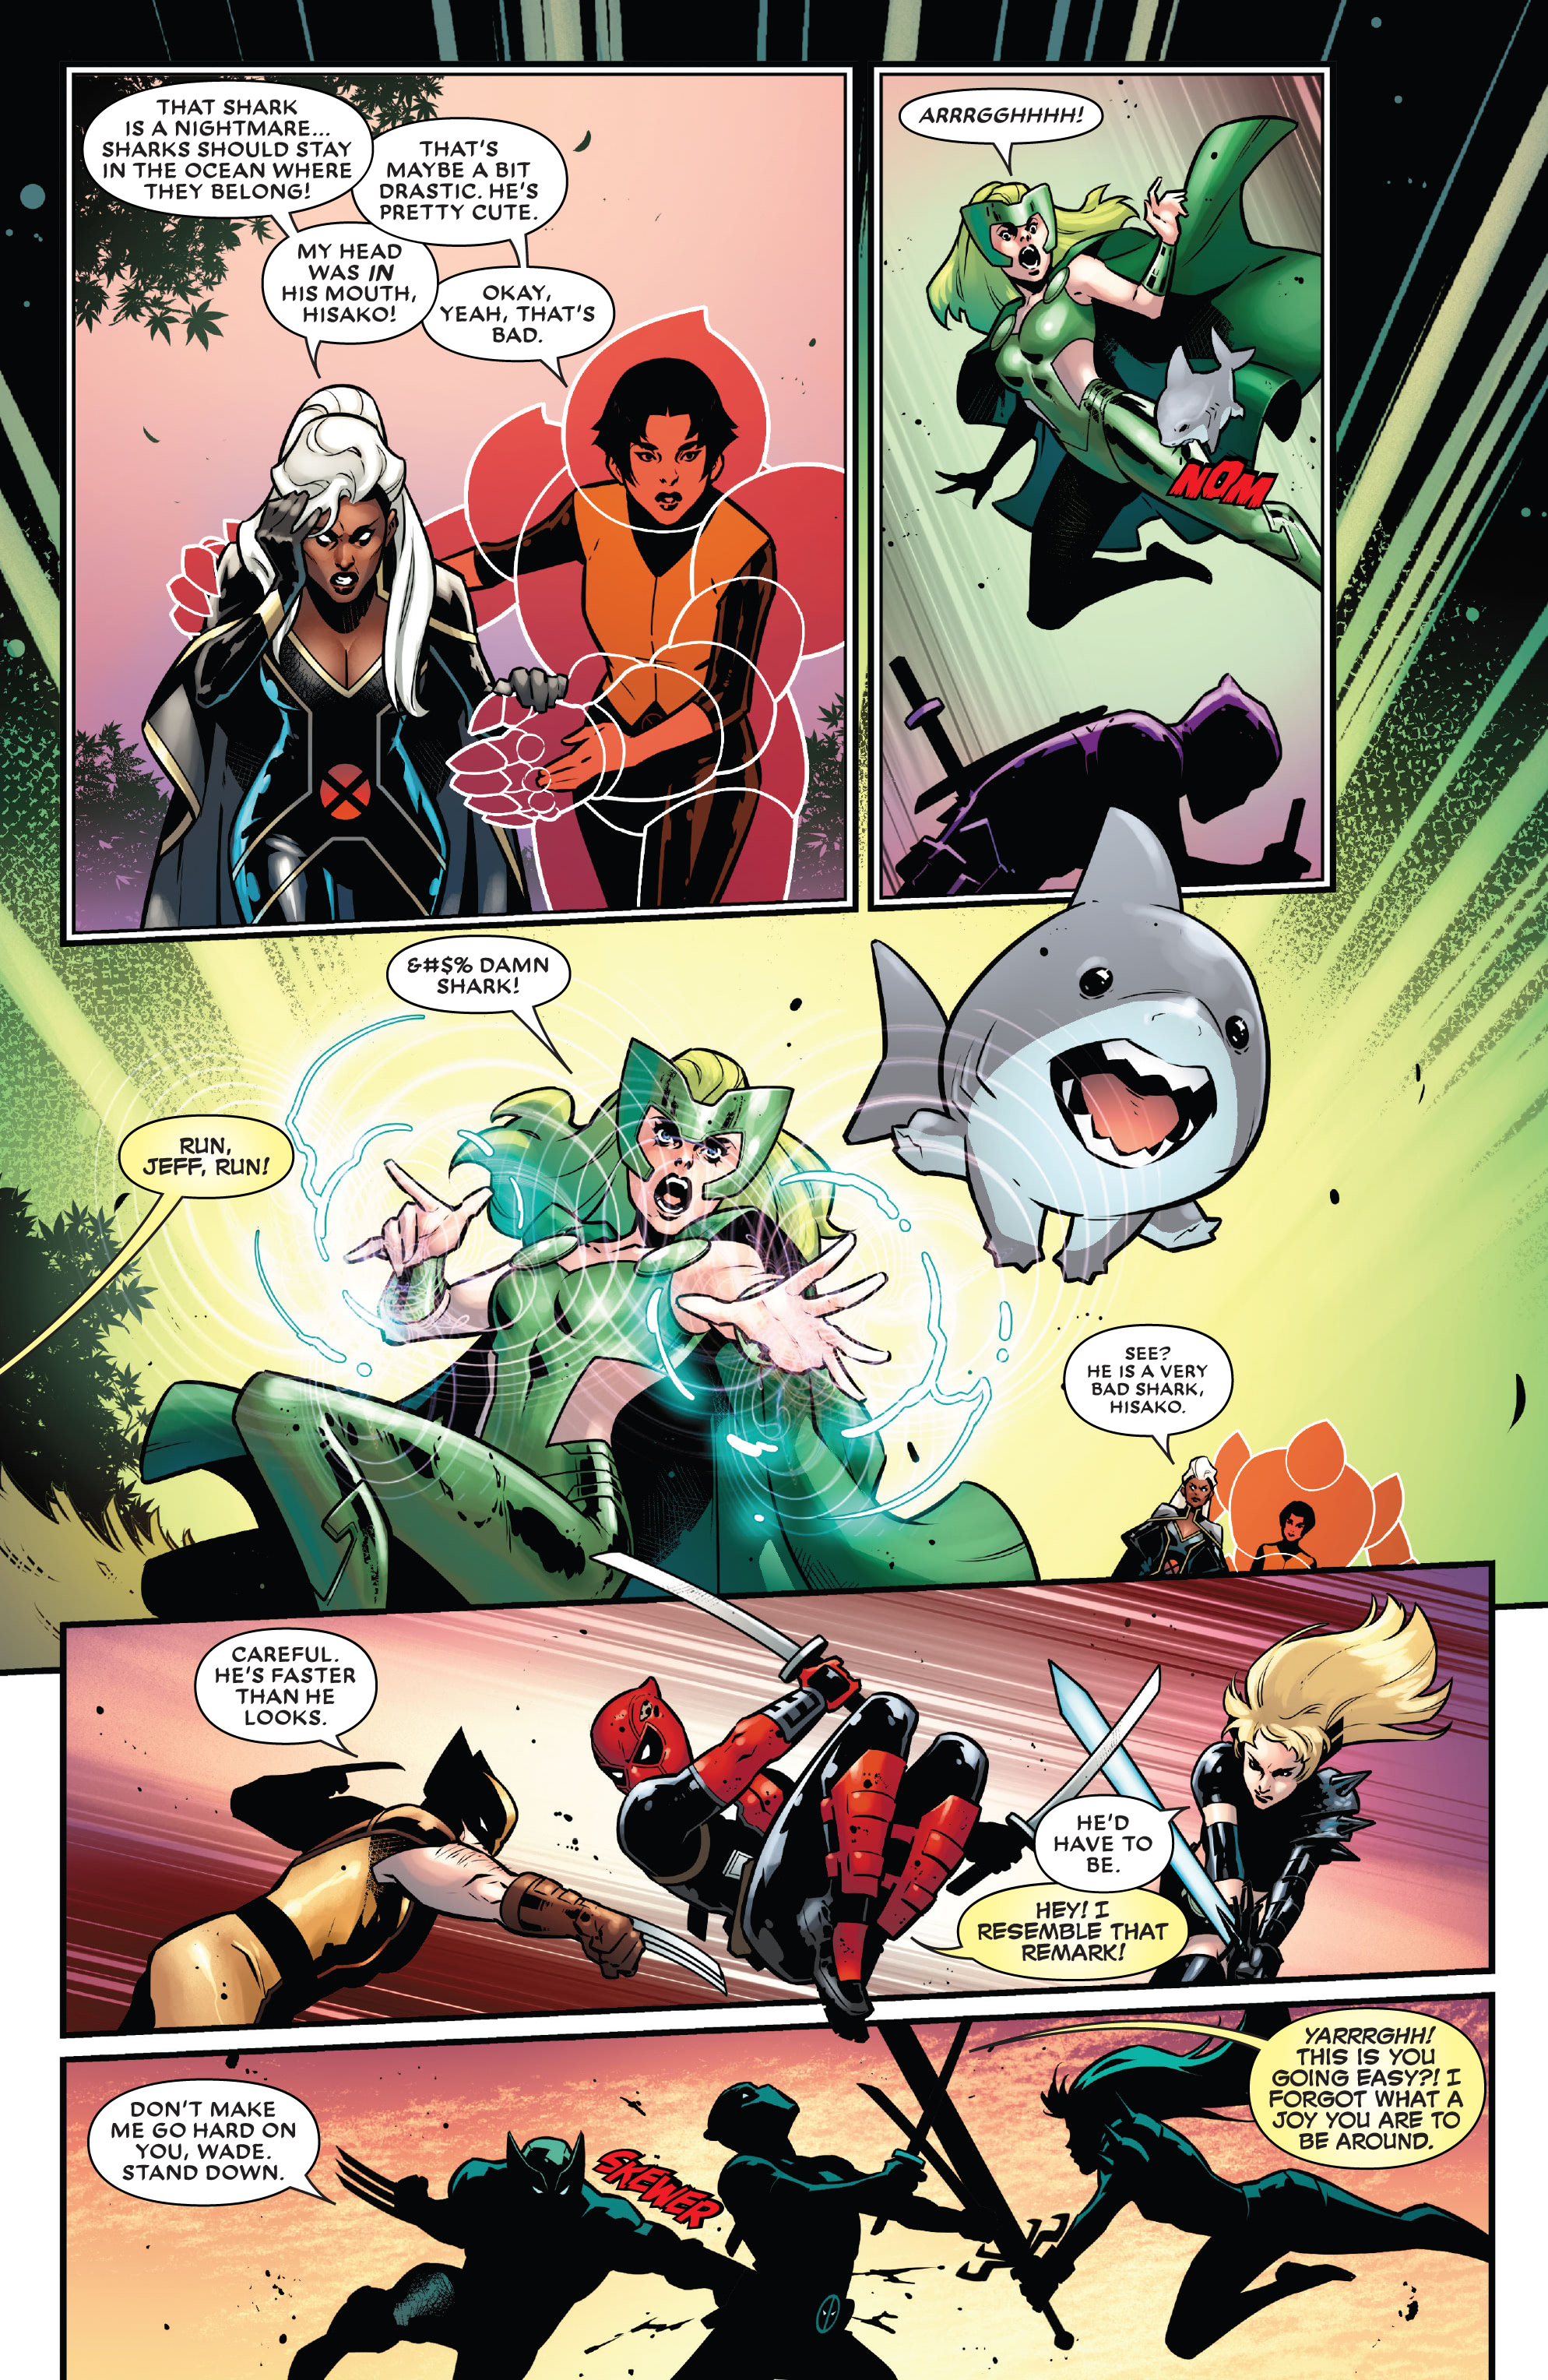 THAT SHARK
IS A NIGHTMARE...
SHARKS SHOULD STAY
IN THE OCEAN WHERE
THEY BELONG!
THAT'S
MAYBE A BIT
DRASTIC. HE'S
PRETTY CUTE.
MY HEAD
WAS IN
HIS MOUTH,
HISAKO!
OKAY,
YEAH, THAT'S
BAD.
ARRRGGHHHH!
NOM
&#$% DAMN
SHARK!
RUN,
JEFF, RUN!
SEE?
HE IS A VERY
BAD SHARK,
HISAKO.
CAREFUL.
HE'S FASTER
THAN HE
LOOKS.
HE'D
HAVE TO
BE.
HEY! I
RESEMBLE THAT
REMARK!
DON'T MAKE
ME GO HARD ON
YOU, WADE.
STAND DOWN.
SKEWER
YARRRGHH!
THIS IS YOU
GOING EASY?! I
FORGOT WHAT A
JOY YOU ARE TO
BE AROUND.